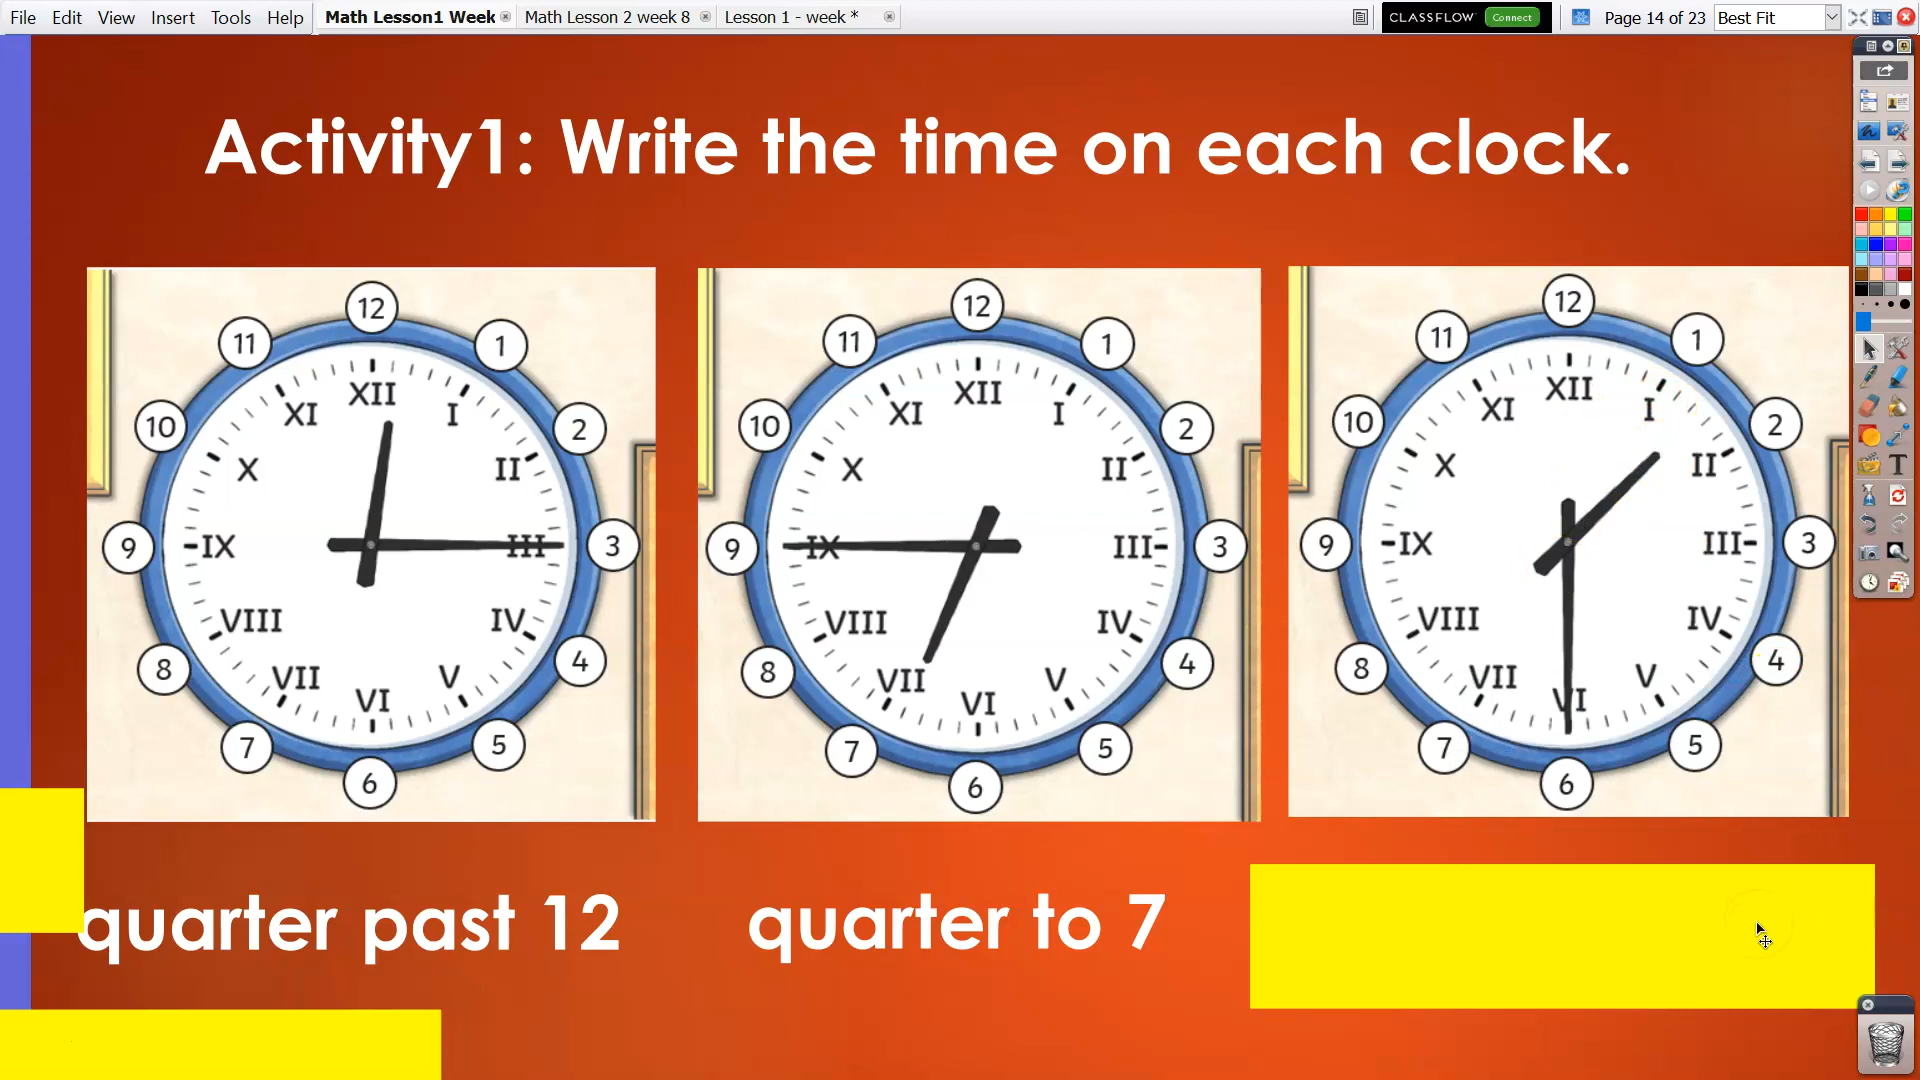 File Edit View Insert Tools Help Math Lesson1 Week Math Lesson 2 week 8 Lesson 1 - week * CLASSFLOW Connect Page 14 of 23 Best Fit
Activity1: Write the time on each clock.
12 1 2 3 4 5 6 7 8 9 10 11
XII I II III IV V VI VII VIII IX X XI
12 1 2 3 4 5 6 7 8 9 10 11
XII I II III IV V VI VII VIII IX X XI
12 1 2 3 4 5 6 7 8 9 10 11
XII I II III IV V VI VII VIII IX X XI
quarter past 12
quarter to 7
T